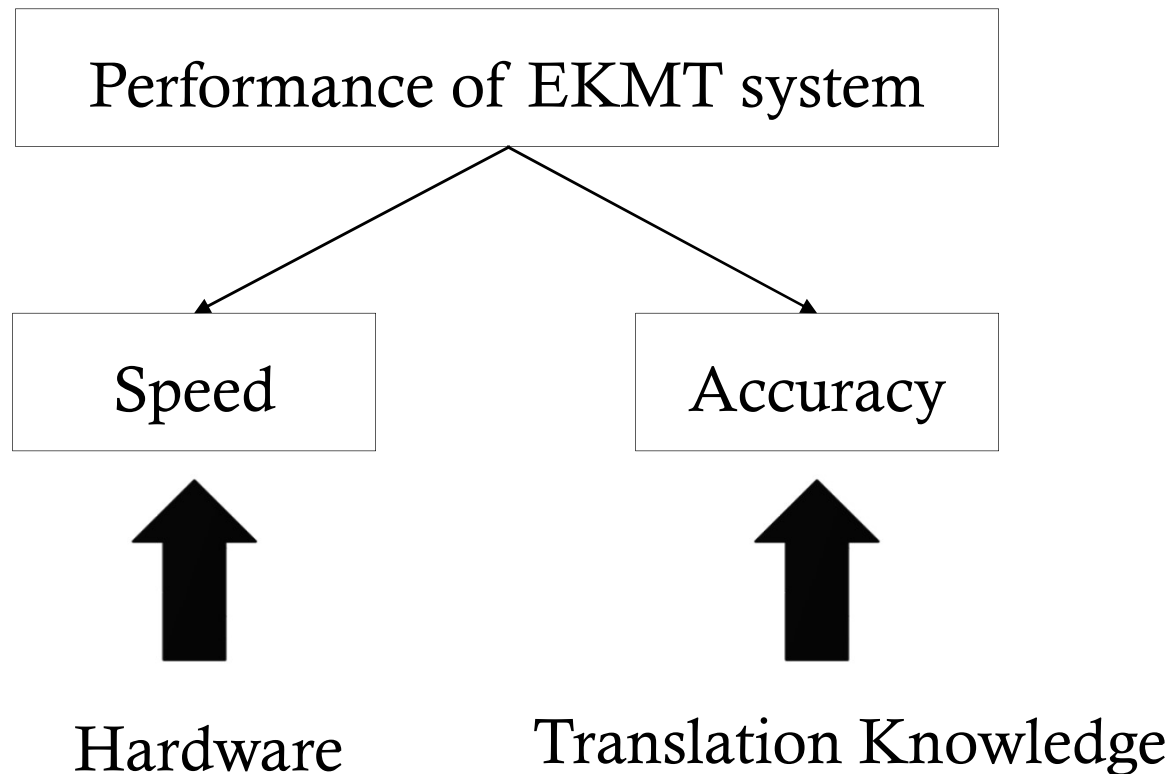 Performance of EKMT system
Speed
Accuracy
Hardware
Translation Knowledge